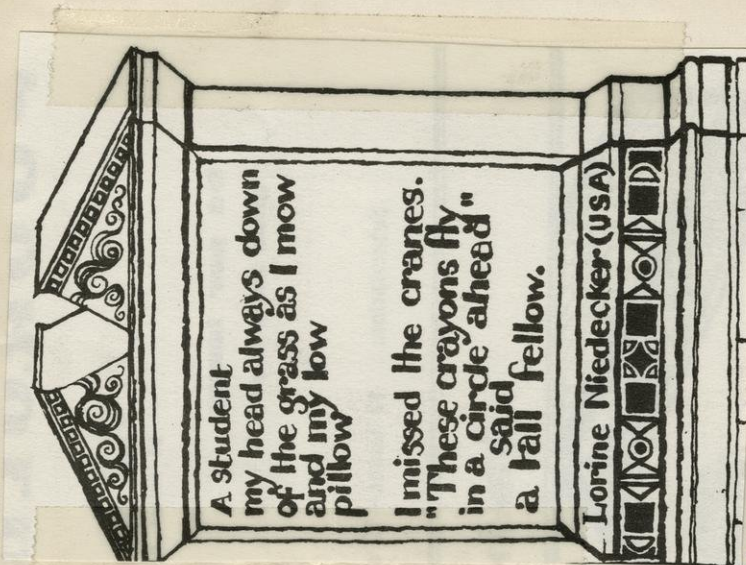 A student
my head always down
of the grass as I mow
and my low
pillow
I missed the cranes.
"These crayons fly
in a circle ahead"
said
a tall fellow.
Lorine Niedecker (USA)